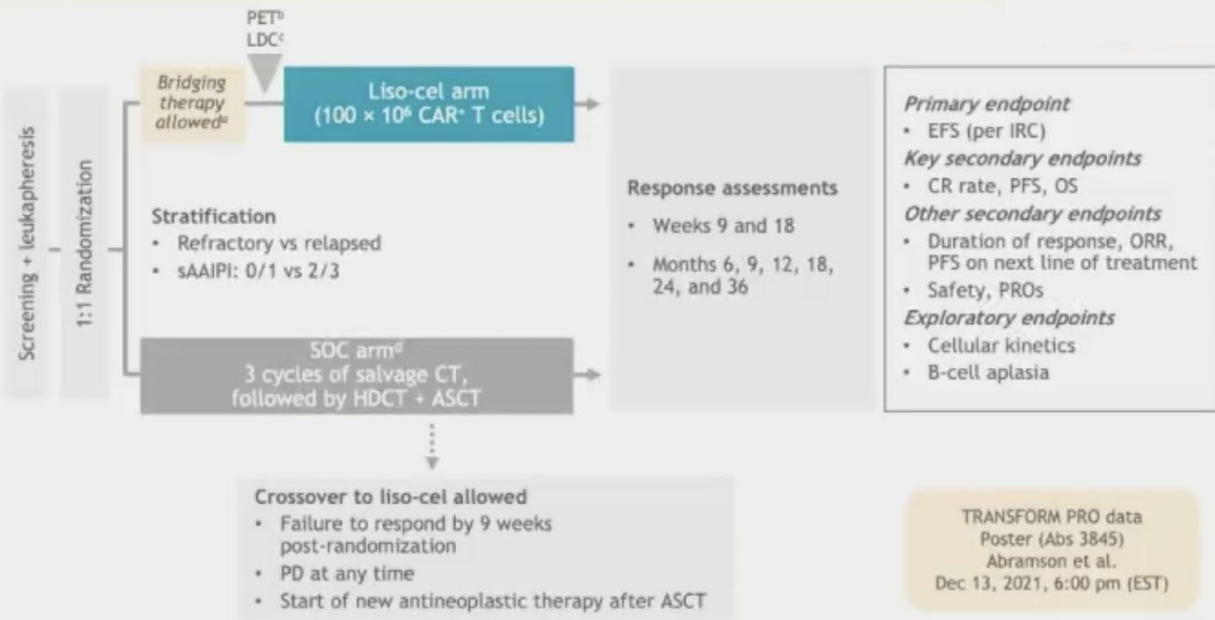 PETᵇ
LDCᶜ
Bridging
therapy
allowedᵃ
Liso-cel arm
(100 × 10⁶ CAR⁺ T cells)
Screening + leukapheresis
1:1 Randomization
Stratification
• Refractory vs relapsed
• sAAIPI: 0/1 vs 2/3
SOC armᵈ
3 cycles of salvage CT,
followed by HDCT + ASCT
Response assessments
• Weeks 9 and 18
• Months 6, 9, 12, 18,
24, and 36
Primary endpoint
• EFS (per IRC)
Key secondary endpoints
• CR rate, PFS, OS
Other secondary endpoints
• Duration of response, ORR,
PFS on next line of treatment
• Safety, PROs
Exploratory endpoints
• Cellular kinetics
• B-cell aplasia
Crossover to liso-cel allowed
• Failure to respond by 9 weeks
post-randomization
• PD at any time
• Start of new antineoplastic therapy after ASCT
TRANSFORM PRO data
Poster (Abs 3845)
Abramson et al.
Dec 13, 2021, 6:00 pm (EST)